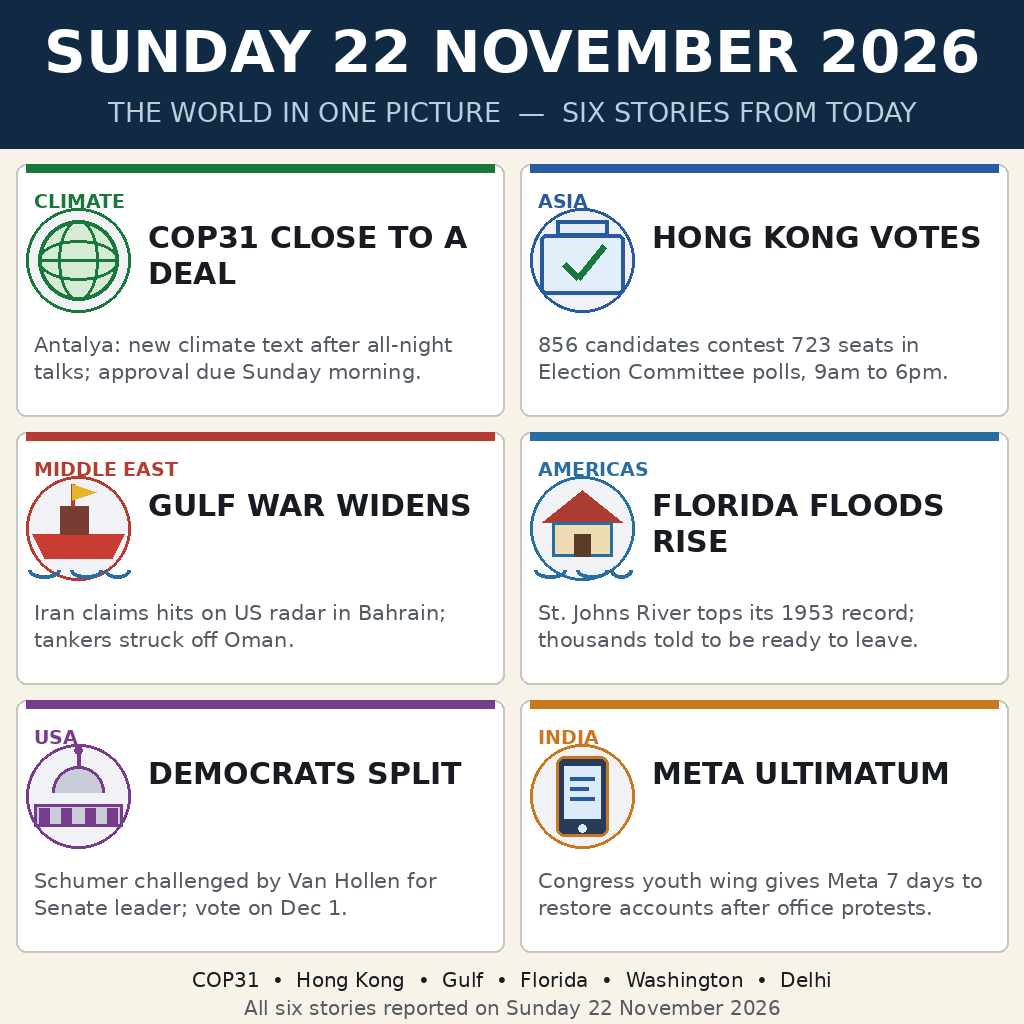 SUNDAY 22 NOVEMBER 2026
THE WORLD IN ONE PICTURE — SIX STORIES FROM TODAY
CLIMATE
COP31 CLOSE TO A
DEAL
Antalya: new climate text after all-night
talks; approval due Sunday morning.
ASIA
HONG KONG VOTES
856 candidates contest 723 seats in
Election Committee polls, 9am to 6pm.
MIDDLE EAST
GULF WAR WIDENS
Iran claims hits on US radar in Bahrain;
tankers struck off Oman.
AMERICAS
FLORIDA FLOODS
RISE
St. Johns River tops its 1953 record;
thousands told to be ready to leave.
USA
DEMOCRATS SPLIT
Schumer challenged by Van Hollen for
Senate leader; vote on Dec 1.
INDIA
META ULTIMATUM
Congress youth wing gives Meta 7 days to
restore accounts after office protests.
COP31 • Hong Kong • Gulf • Florida • Washington • Delhi
All six stories reported on Sunday 22 November 2026